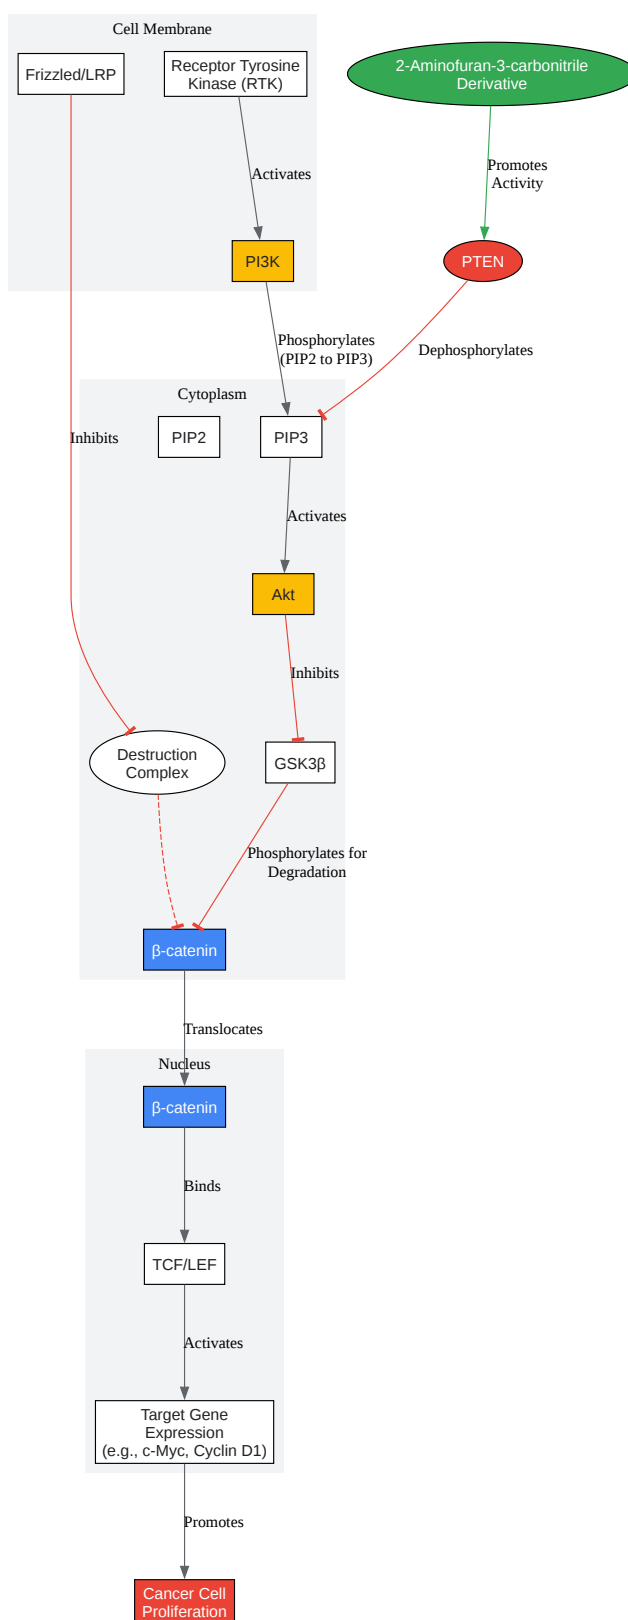 Cell Membrane
Frizzled/LRP
Receptor Tyrosine
Kinase (RTK)
2-Aminofuran-3-carbonitrile
Derivative
Activates
Promotes
Activity
PI3K
PTEN
Phosphorylates
(PIP2 to PIP3)
Dephosphorylates
Cytoplasm
Inhibits
PIP2
PIP3
Activates
Akt
Inhibits
Destruction
Complex
GSK3β
Phosphorylates for
Degradation
β-catenin
Translocates
Nucleus
β-catenin
Binds
TCF/LEF
Activates
Target Gene
Expression
(e.g., c-Myc, Cyclin D1)
Promotes
Cancer Cell
Proliferation